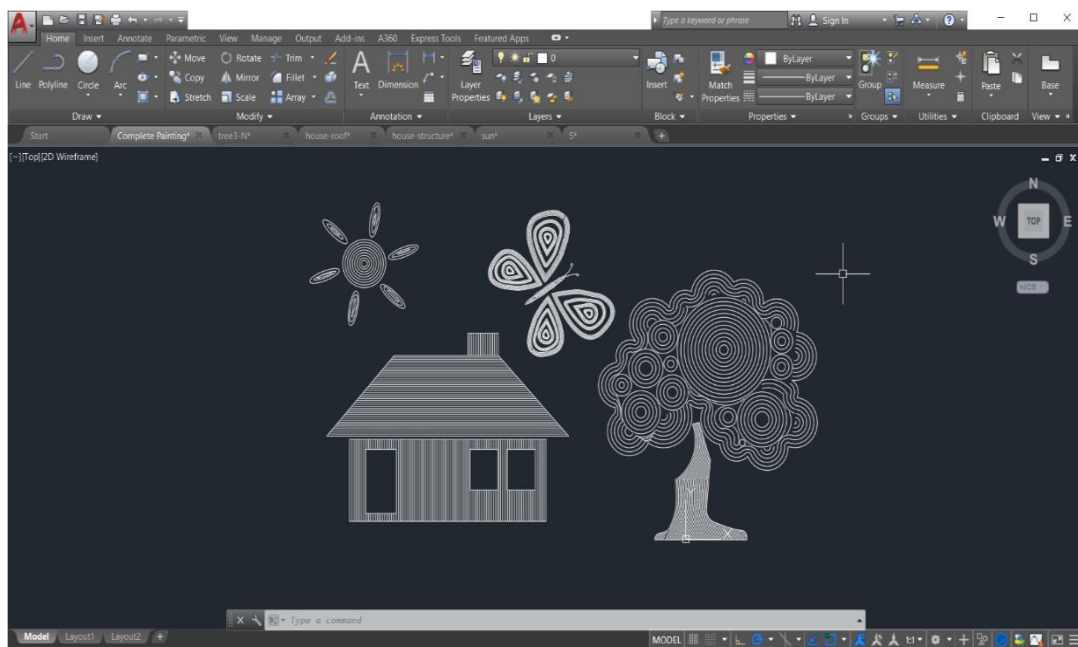 A
Type a keyword or phrase
Sign In
Home Insert Annotate Parametric View Manage Output Add-ins A360 Express Tools Featured Apps
Line Polyline Circle Arc
Move Rotate Trim
Copy Mirror Fillet
Stretch Scale Array
Text Dimension
Layer Properties
0
Insert
Match Properties
ByLayer
ByLayer
ByLayer
Group
Measure
Paste
Base
Draw Modify Annotation Layers Block Properties Groups Utilities Clipboard View
Start Complete Painting* tree3-N* house-roof* house-structure* sun* 5*
[−][Top][2D Wireframe]
N
W TOP E
S
WCS
Y
X
Type a command
Model Layout1 Layout2 +
MODEL 1:1